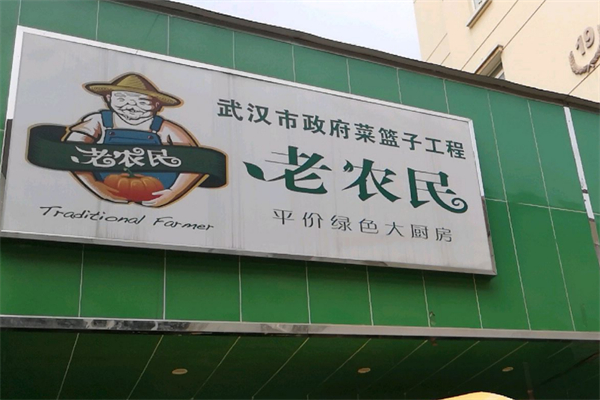 武汉市政府菜篮子工程
老农民
平价绿色大厨房
老农民
Traditional Farmer
19